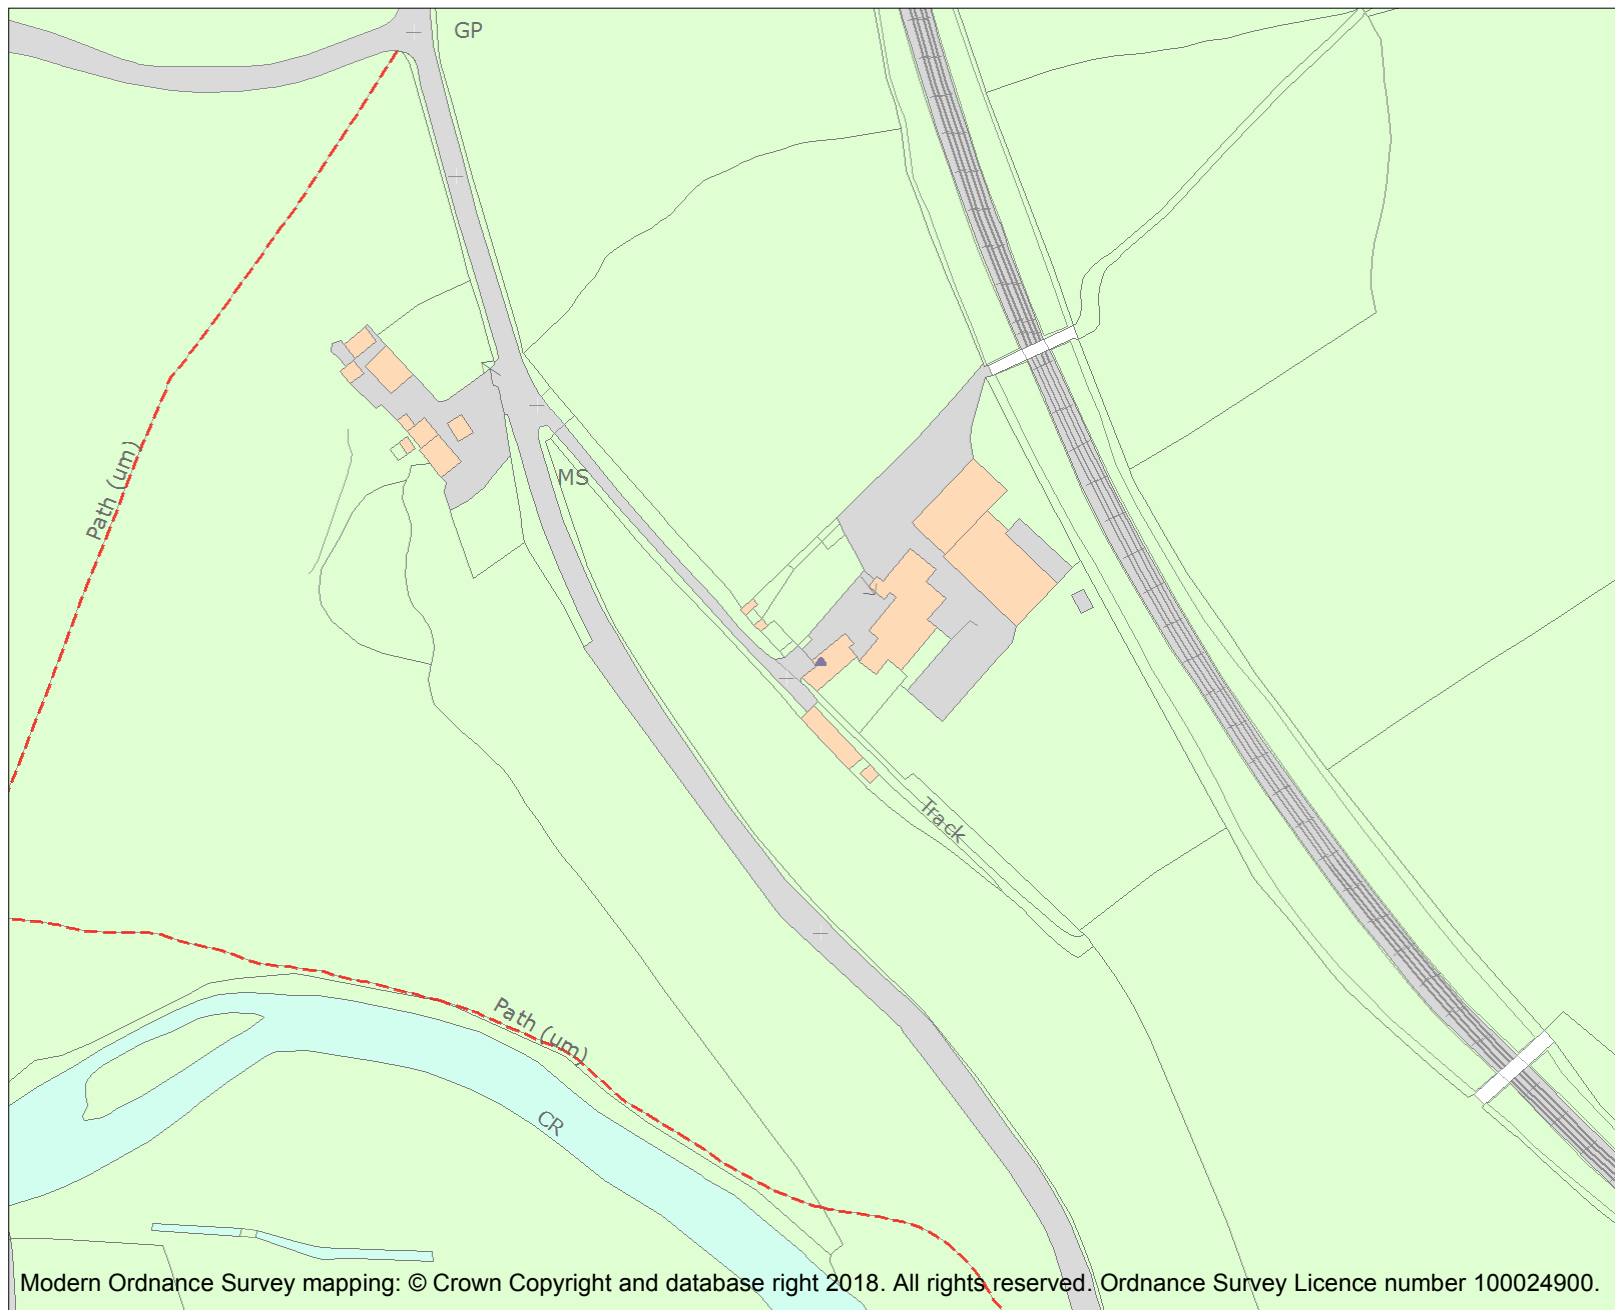 GP
Path (um)
MS
Track
Path (um)
CR
Modern Ordnance Survey mapping: © Crown Copyright and database right 2018. All rights reserved. Ordnance Survey Licence number 100024900.